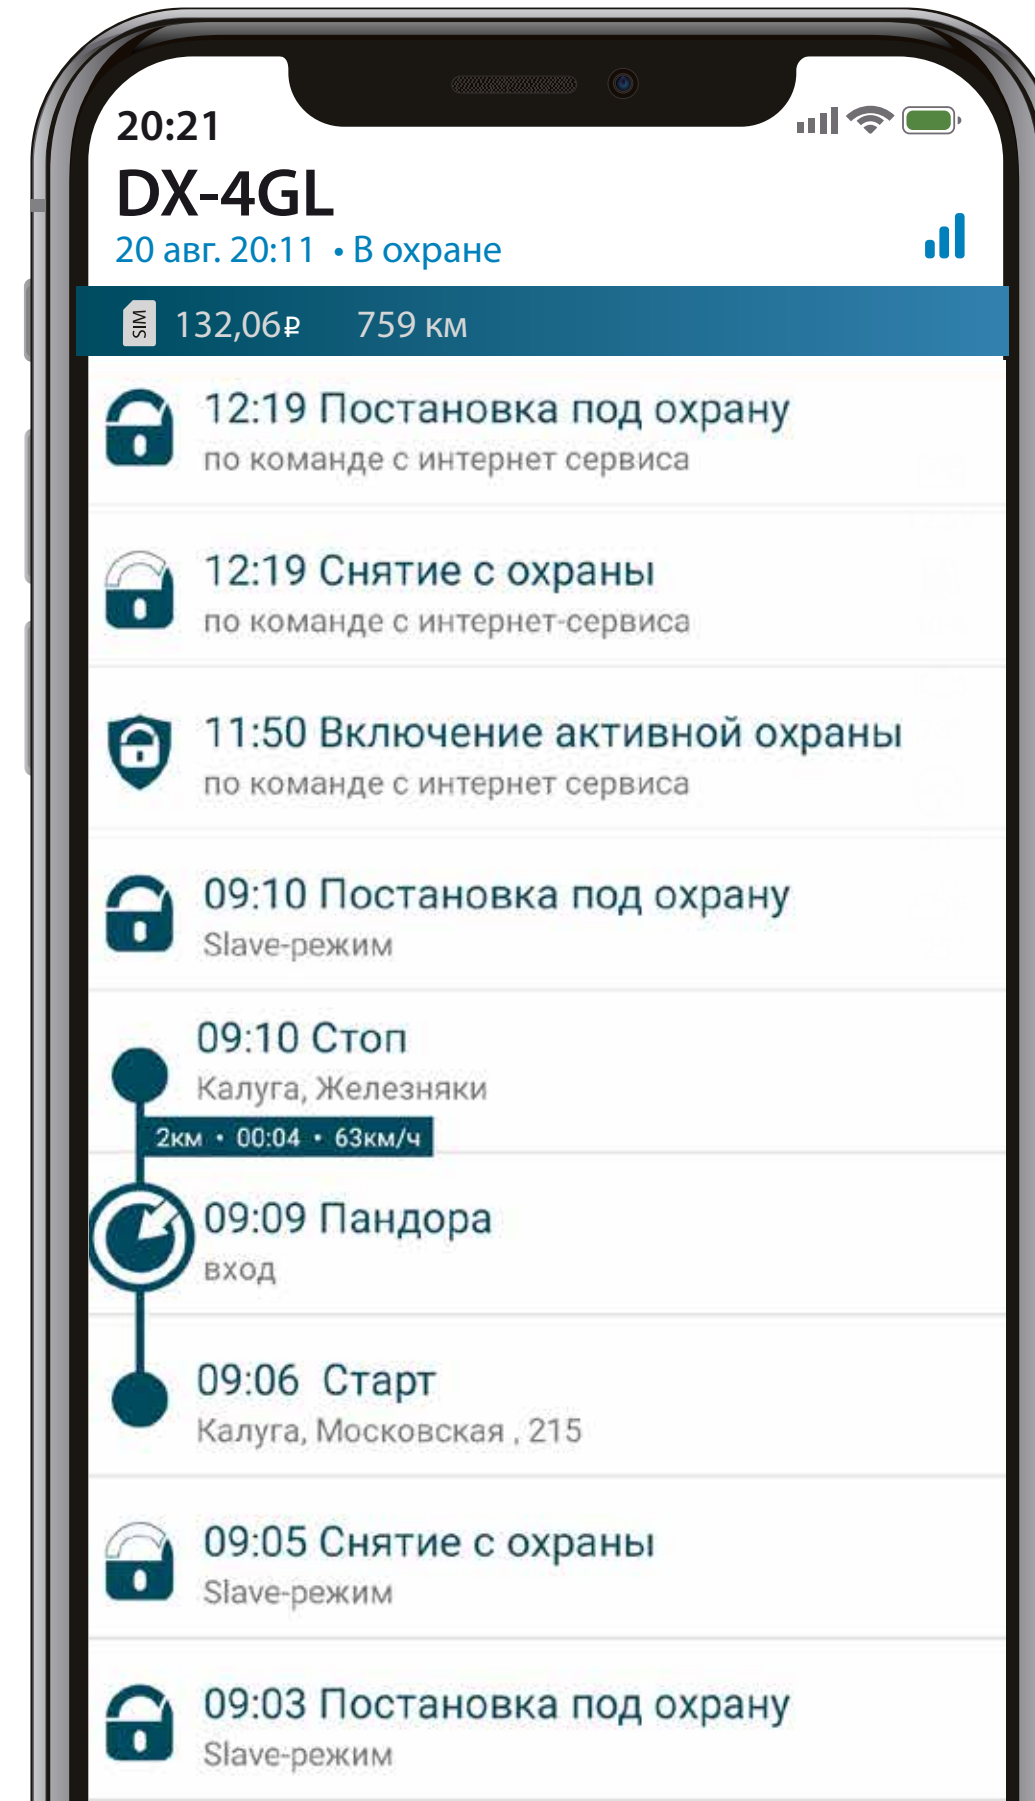 20:21
DX-4GL
20 авг. 20:11 • В охране
SIM 132,06₽ 759 км
12:19 Постановка под охрану
по команде с интернет сервиса
12:19 Снятие с охраны
по команде с интернет-сервиса
11:50 Включение активной охраны
по команде с интернет сервиса
09:10 Постановка под охрану
Slave-режим
09:10 Стоп
Калуга, Железняки
2км • 00:04 • 63км/ч
09:09 Пандора
вход
09:06 Старт
Калуга, Московская , 215
09:05 Снятие с охраны
Slave-режим
09:03 Постановка под охрану
Slave-режим